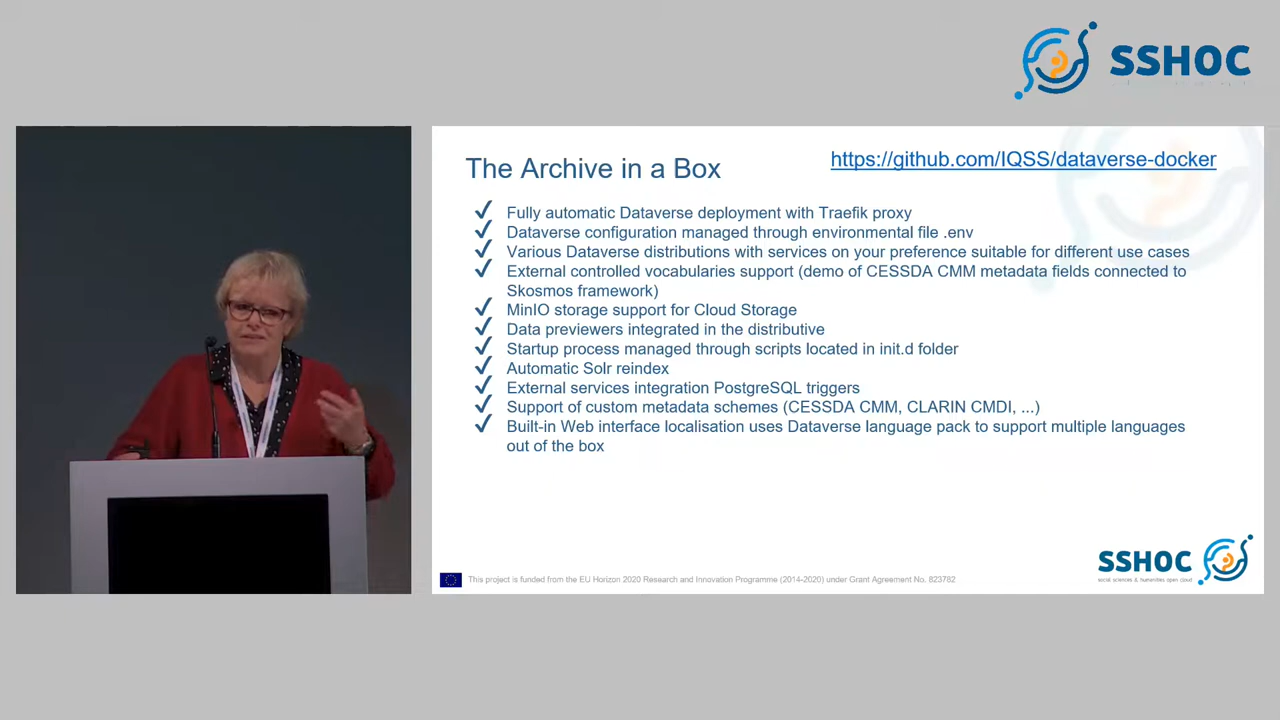 SSHOC
The Archive in a Box
https://github.com/IQSS/dataverse-docker
Fully automatic Dataverse deployment with Traefik proxy
Dataverse configuration managed through environmental file .env
Various Dataverse distributions with services on your preference suitable for different use cases
External controlled vocabularies support (demo of CESSDA CMM metadata fields connected to
Skosmos framework)
MinIO storage support for Cloud Storage
Data previewers integrated in the distributive
Startup process managed through scripts located in init.d folder
Automatic Solr reindex
External services integration PostgreSQL triggers
Support of custom metadata schemes (CESSDA CMM, CLARIN CMDI, ...)
Built-in Web interface localisation uses Dataverse language pack to support multiple languages
out of the box
SSHOC
social sciences & humanities open cloud
This project is funded from the EU Horizon 2020 Research and Innovation Programme (2014-2020) under Grant Agreement No. 823782